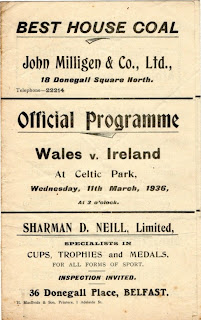 BEST HOUSE COAL
John Milligen & Co., Ltd.,
18 Donegall Square North.
Telephone—22214
Official Programme
Wales v. Ireland
At Celtic Park,
Wednesday, 11th March, 1936,
At 3 o'clock.
SHARMAN D. NEILL, Limited,
SPECIALISTS IN
CUPS, TROPHIES AND MEDALS,
FOR ALL FORMS OF SPORT.
INSPECTION INVITED.
36 Donegall Place, BELFAST.
& Son, Printers,